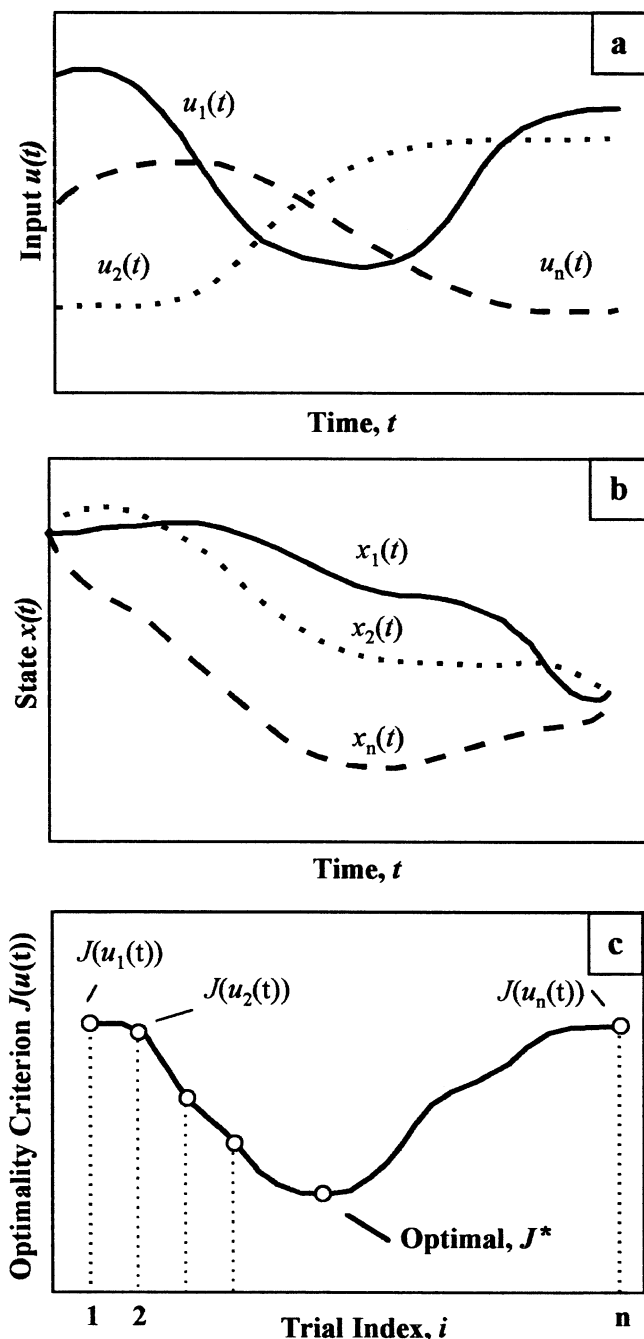 a
u₁(t)
u₂(t)
uₙ(t)
Input u(t)
Time, t
b
x₁(t)
x₂(t)
xₙ(t)
State x(t)
Time, t
c
J(u₁(t))
J(u₂(t))
J(uₙ(t))
Optimality Criterion J(u(t))
Optimal, J*
1 2 n
Trial Index, i